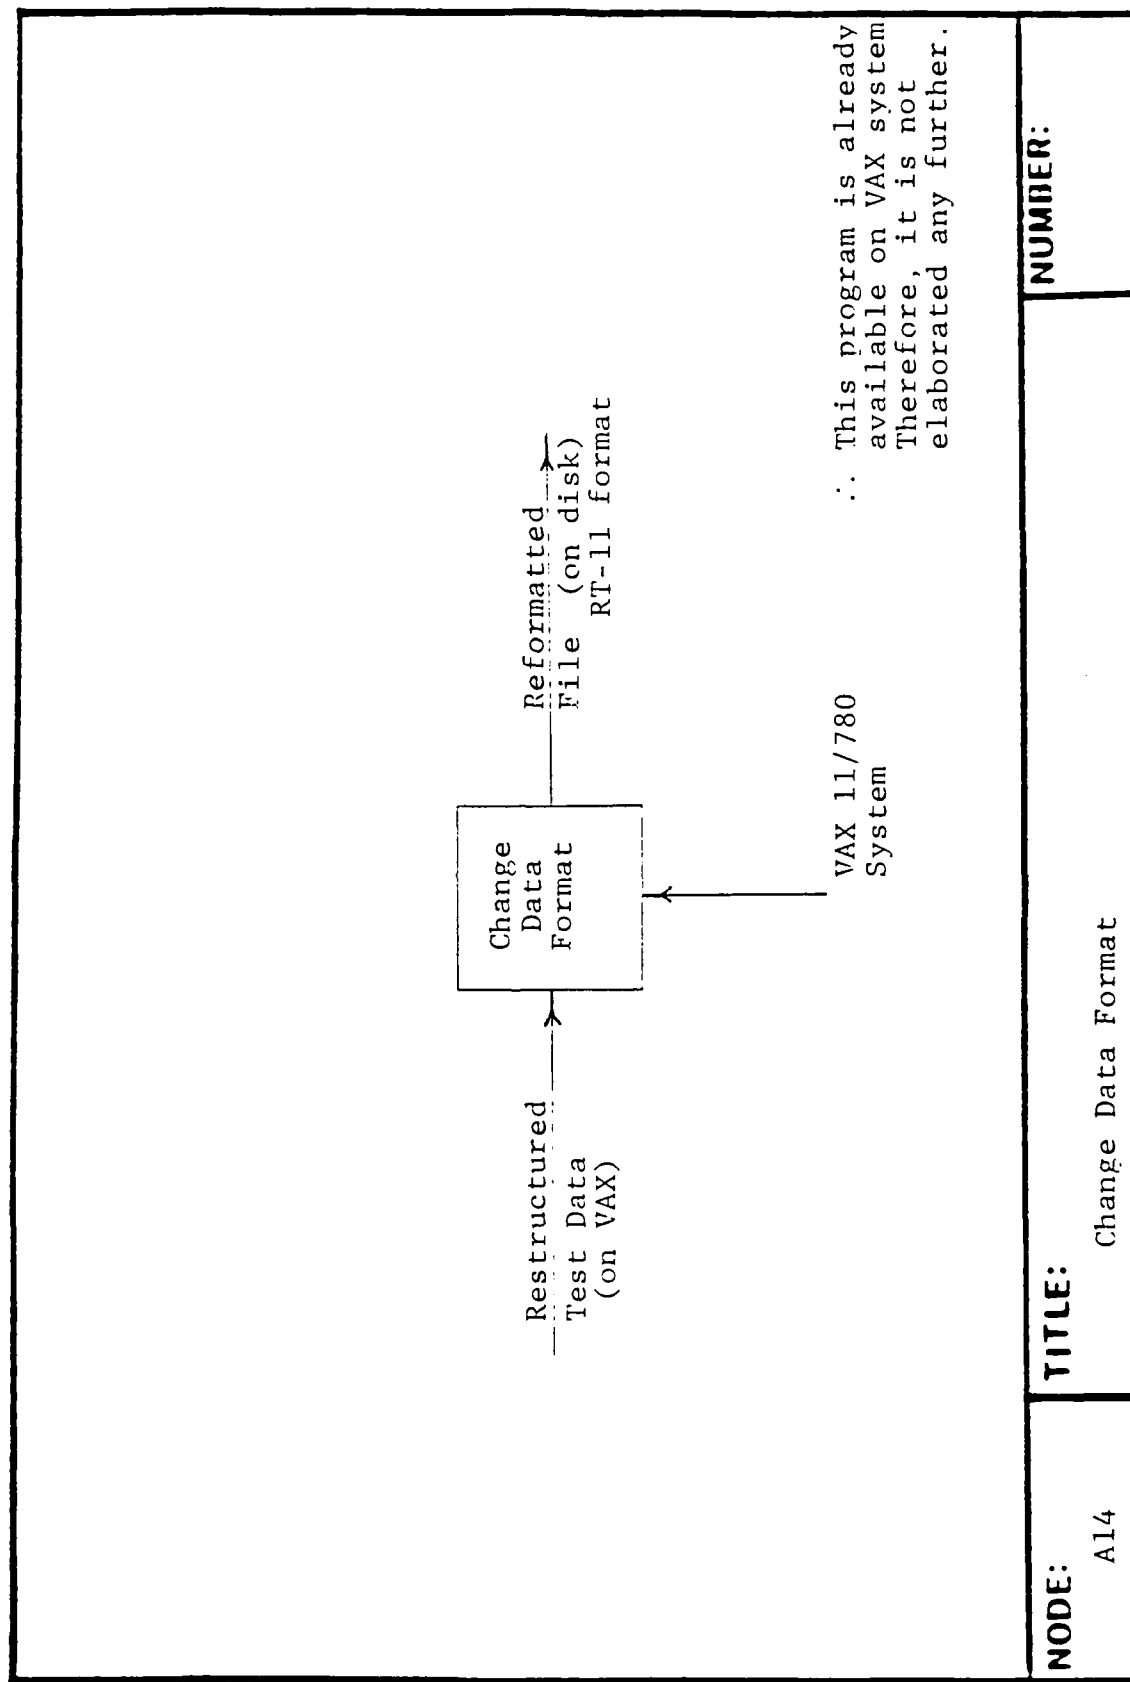 Restructured
Test Data
(on VAX)
Change
Data
Format
Reformatted
File (on disk)
RT-11 format
VAX 11/780
System
∴ This program is already
available on VAX system
Therefore, it is not
elaborated any further.
NODE:
A14
TITLE:
Change Data Format
NUMBER: